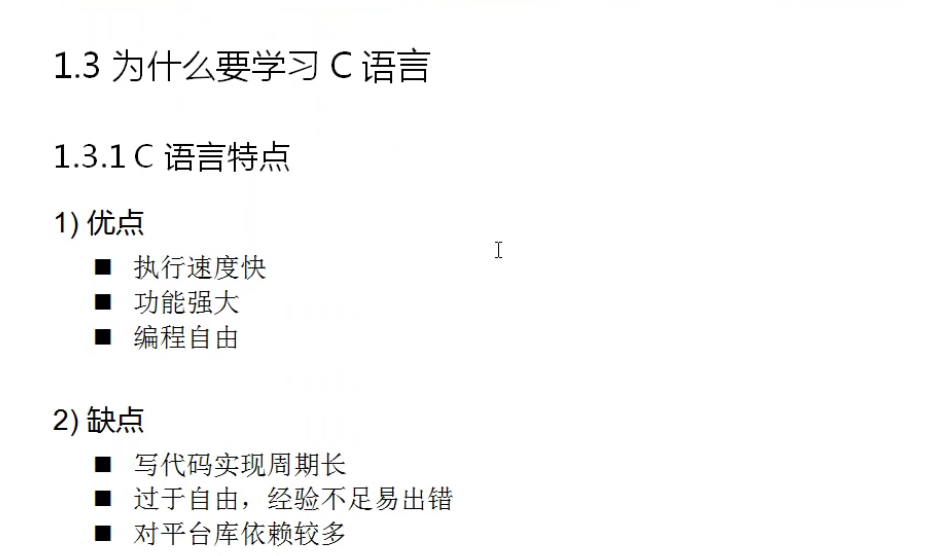 1.3 为什么要学习 C 语言
1.3.1 C 语言特点
1) 优点
■ 执行速度快
■ 功能强大
■ 编程自由
2) 缺点
■ 写代码实现周期长
■ 过于自由，经验不足易出错
■ 对平台库依赖较多